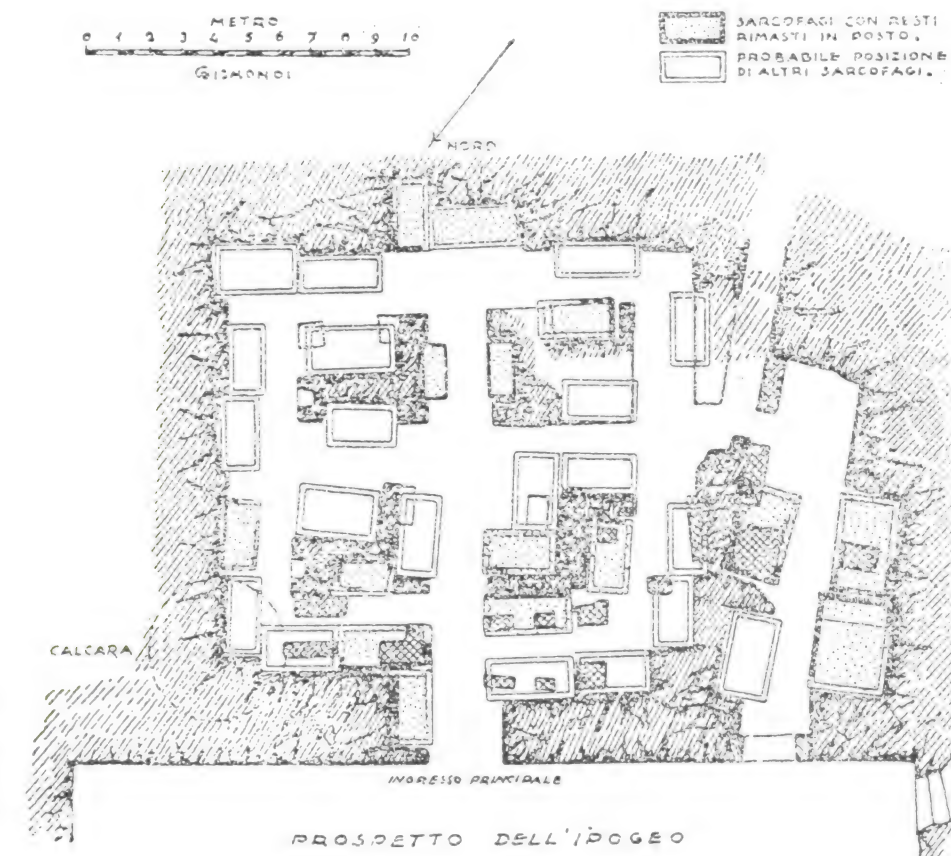 METRO
0 1 2 3 4 5 6 7 8 9 10
GISMONDI
SARCOFAGI CON RESTI
RIMASTI IN POSTO.
PROBABILE POSIZIONE
DI ALTRI SARCOFAGI.
NORD
CALCARA
INGRESSO PRINCIPALE
PROSPETTO DELL'IPOGEO